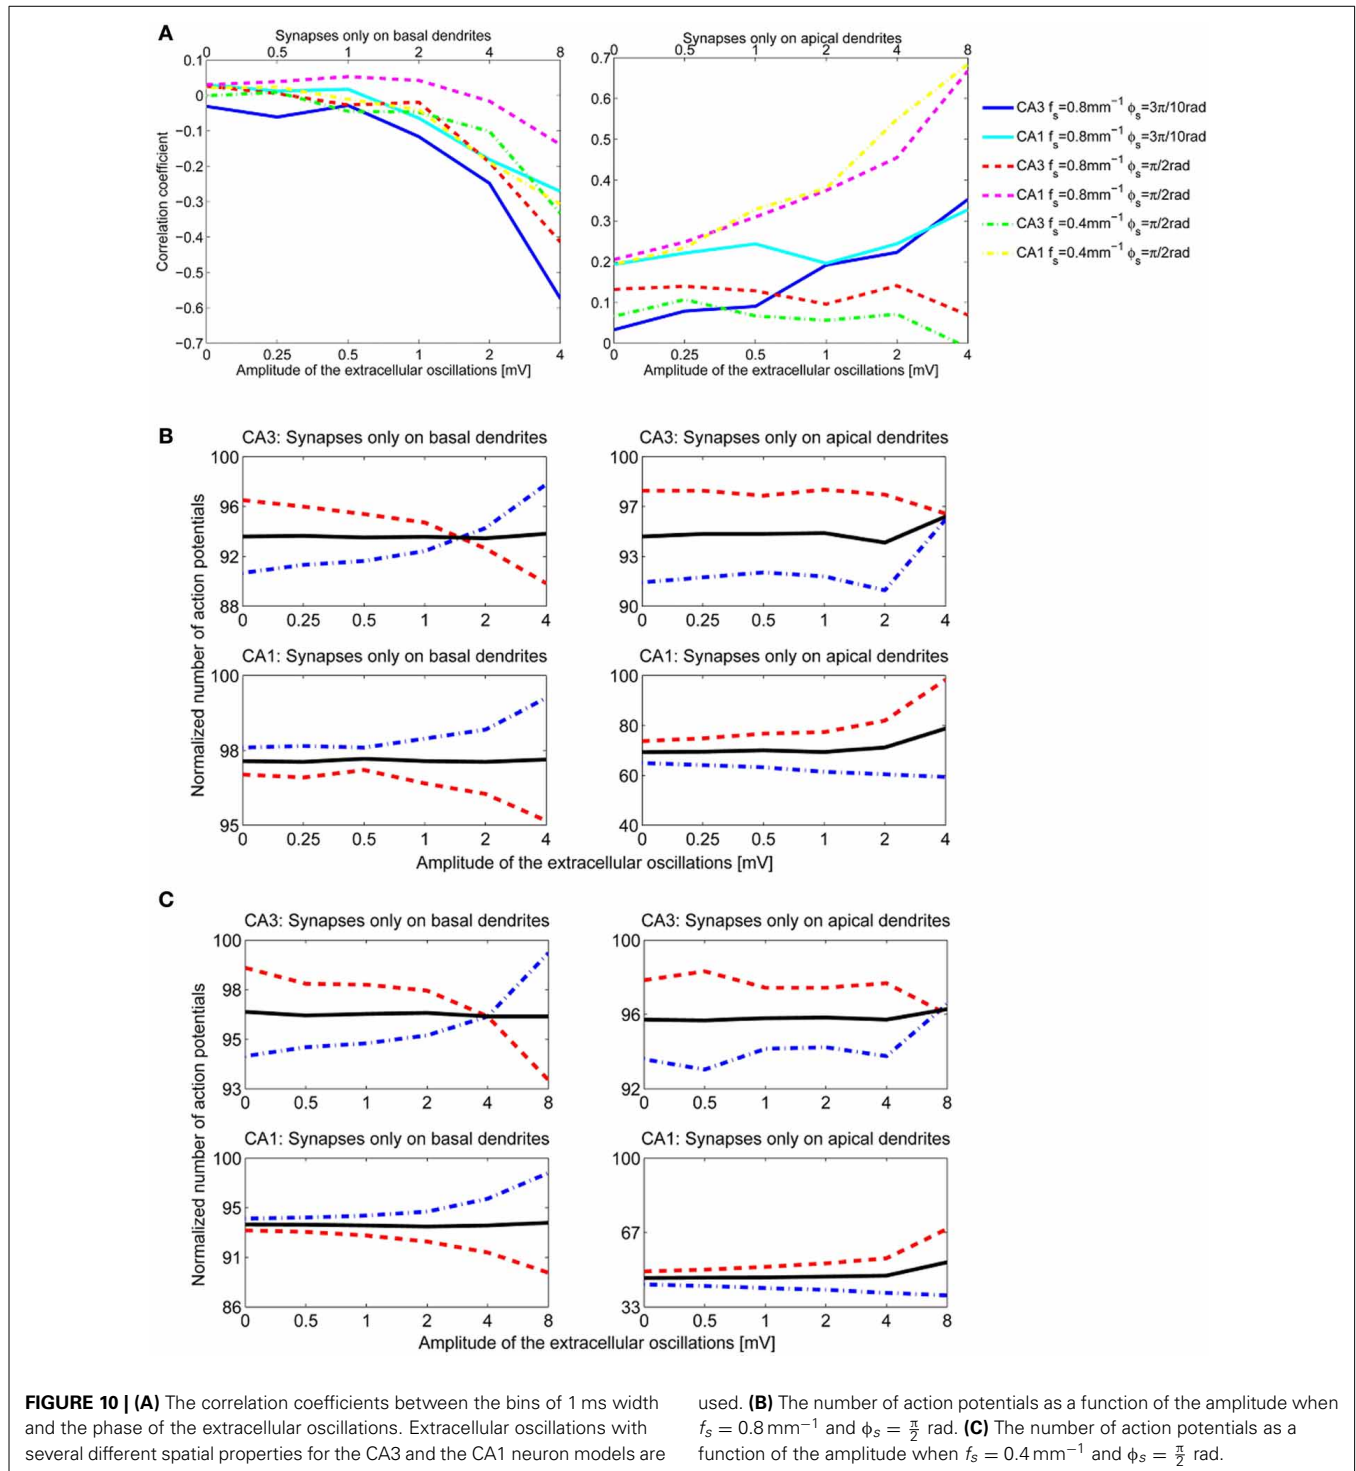 A
Synapses only on basal dendrites
0 0.5 1 2 4 8
0.1
0
−0.1
−0.2
−0.3
−0.4
−0.5
−0.6
−0.7
Correlation coefficient
0 0.25 0.5 1 2 4
Amplitude of the extracellular oscillations [mV]
Synapses only on apical dendrites
0 0.5 1 2 4 8
0.7
0.6
0.5
0.4
0.3
0.2
0.1
0
0 0.25 0.5 1 2 4
Amplitude of the extracellular oscillations [mV]
CA3 fs=0.8mm−1 ϕs=3π/10rad
CA1 fs=0.8mm−1 ϕs=3π/10rad
CA3 fs=0.8mm−1 ϕs=π/2rad
CA1 fs=0.8mm−1 ϕs=π/2rad
CA3 fs=0.4mm−1 ϕs=π/2rad
CA1 fs=0.4mm−1 ϕs=π/2rad
B
Normalized number of action potentials
CA3: Synapses only on basal dendrites
100
96
92
88
0 0.25 0.5 1 2 4
CA3: Synapses only on apical dendrites
100
97
93
90
0 0.25 0.5 1 2 4
CA1: Synapses only on basal dendrites
100
98
95
0 0.25 0.5 1 2 4
CA1: Synapses only on apical dendrites
100
80
60
40
0 0.25 0.5 1 2 4
Amplitude of the extracellular oscillations [mV]
C
Normalized number of action potentials
CA3: Synapses only on basal dendrites
100
98
95
93
0 0.5 1 2 4 8
CA3: Synapses only on apical dendrites
100
96
92
0 0.5 1 2 4 8
CA1: Synapses only on basal dendrites
100
95
91
86
0 0.5 1 2 4 8
CA1: Synapses only on apical dendrites
100
67
33
0 0.5 1 2 4 8
Amplitude of the extracellular oscillations [mV]
FIGURE 10 | (A) The correlation coefficients between the bins of 1 ms width
and the phase of the extracellular oscillations. Extracellular oscillations with
several different spatial properties for the CA3 and the CA1 neuron models are
used. (B) The number of action potentials as a function of the amplitude when
fs = 0.8 mm−1 and ϕs = π/2 rad. (C) The number of action potentials as a
function of the amplitude when fs = 0.4 mm−1 and ϕs = π/2 rad.